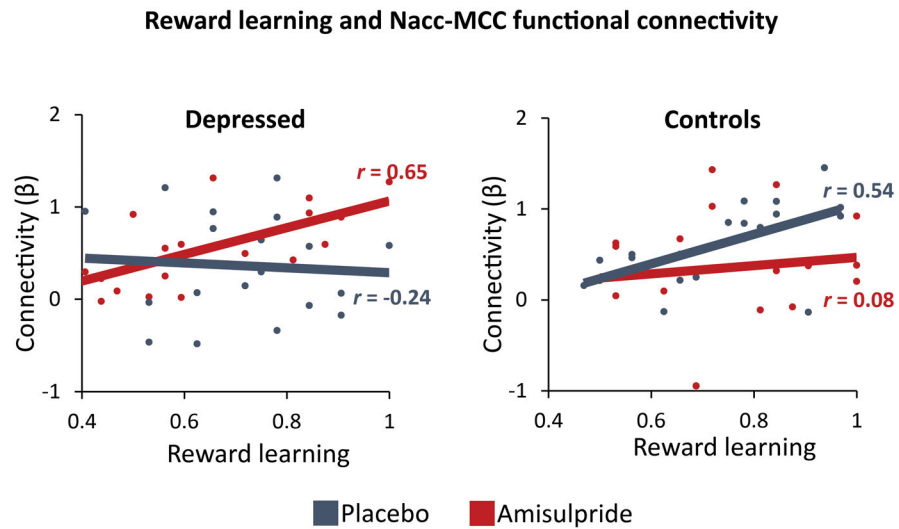 Reward learning and Nacc-MCC functional connectivity
Depressed
Connectivity (β)
2
1
0
-1
0.4
0.6
0.8
1
Reward learning
r = 0.65
r = -0.24
Controls
Connectivity (β)
2
1
0
-1
0.4
0.6
0.8
1
Reward learning
r = 0.54
r = 0.08
Placebo
Amisulpride